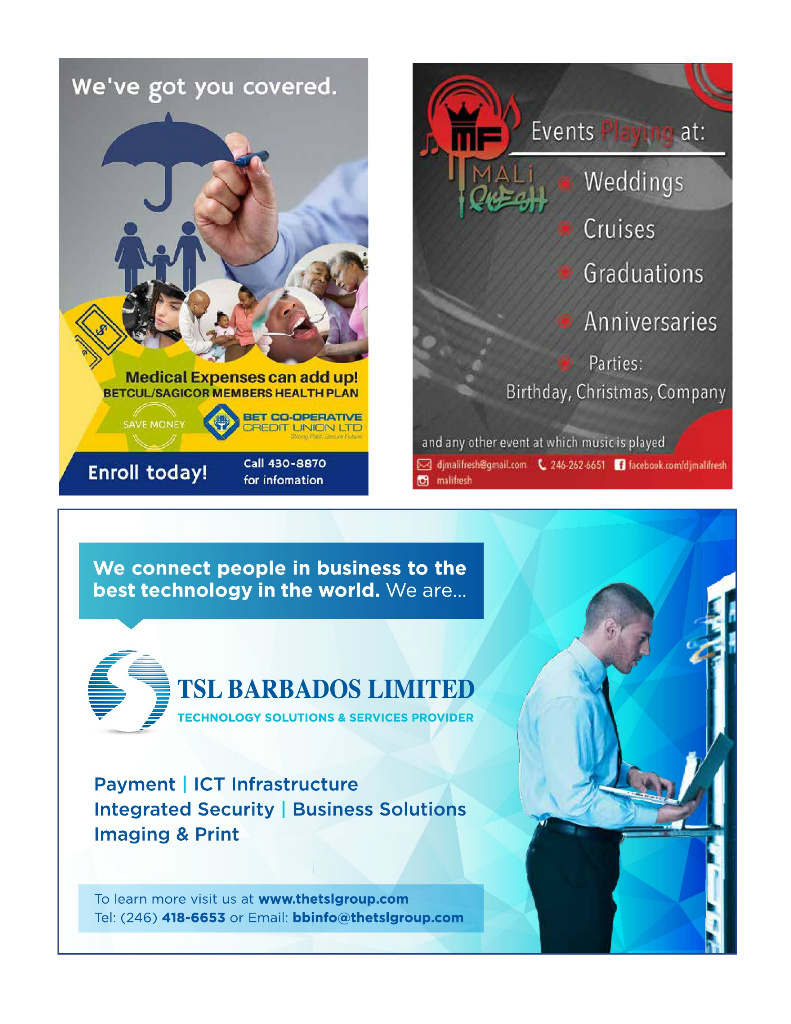 We've got you covered.
$
Medical Expenses can add up!
BETCUL/SAGICOR MEMBERS HEALTH PLAN
SAVE MONEY
BET CO-OPERATIVE
CREDIT UNION LTD
Strong Past, Secure Future
Enroll today!
Call 430-8870
for infomation
MF
MALI
FRESH
Events Playing at:
Weddings
Cruises
Graduations
Anniversaries
Parties:
Birthday, Christmas, Company
and any other event at which music is played
djmalifresh@gmail.com 246-262-6651 facebook.com/djmalifresh
malifresh
We connect people in business to the
best technology in the world. We are...
TSL BARBADOS LIMITED
TECHNOLOGY SOLUTIONS & SERVICES PROVIDER
Payment | ICT Infrastructure
Integrated Security | Business Solutions
Imaging & Print
To learn more visit us at www.thetslgroup.com
Tel: (246) 418-6653 or Email: bbinfo@thetslgroup.com